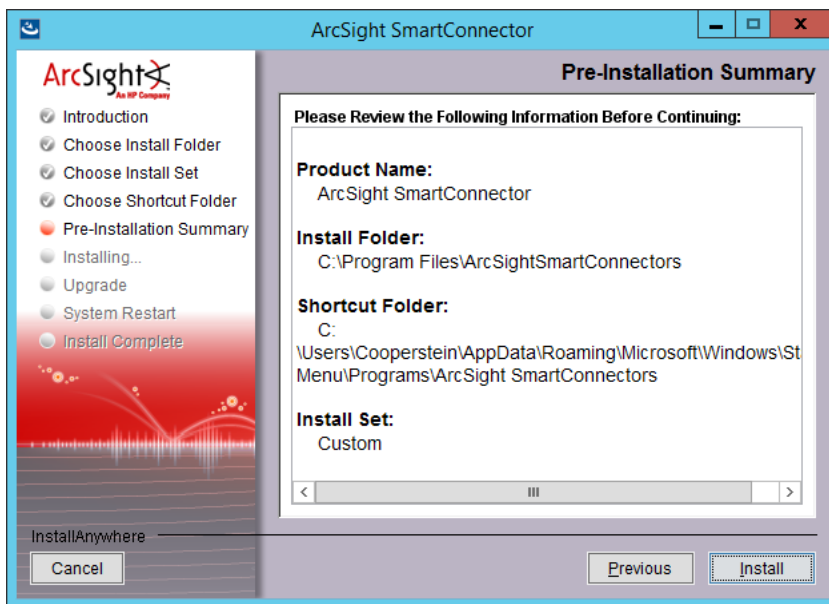 ArcSight SmartConnector
ArcSight
An HP Company
Introduction
Choose Install Folder
Choose Install Set
Choose Shortcut Folder
Pre-Installation Summary
Installing...
Upgrade
System Restart
Install Complete
Pre-Installation Summary
Please Review the Following Information Before Continuing:
Product Name:
ArcSight SmartConnector
Install Folder:
C:\Program Files\ArcSightSmartConnectors
Shortcut Folder:
C:
\Users\Cooperstein\AppData\Roaming\Microsoft\Windows\St
Menu\Programs\ArcSight SmartConnectors
Install Set:
Custom
InstallAnywhere
Cancel
Previous
Install